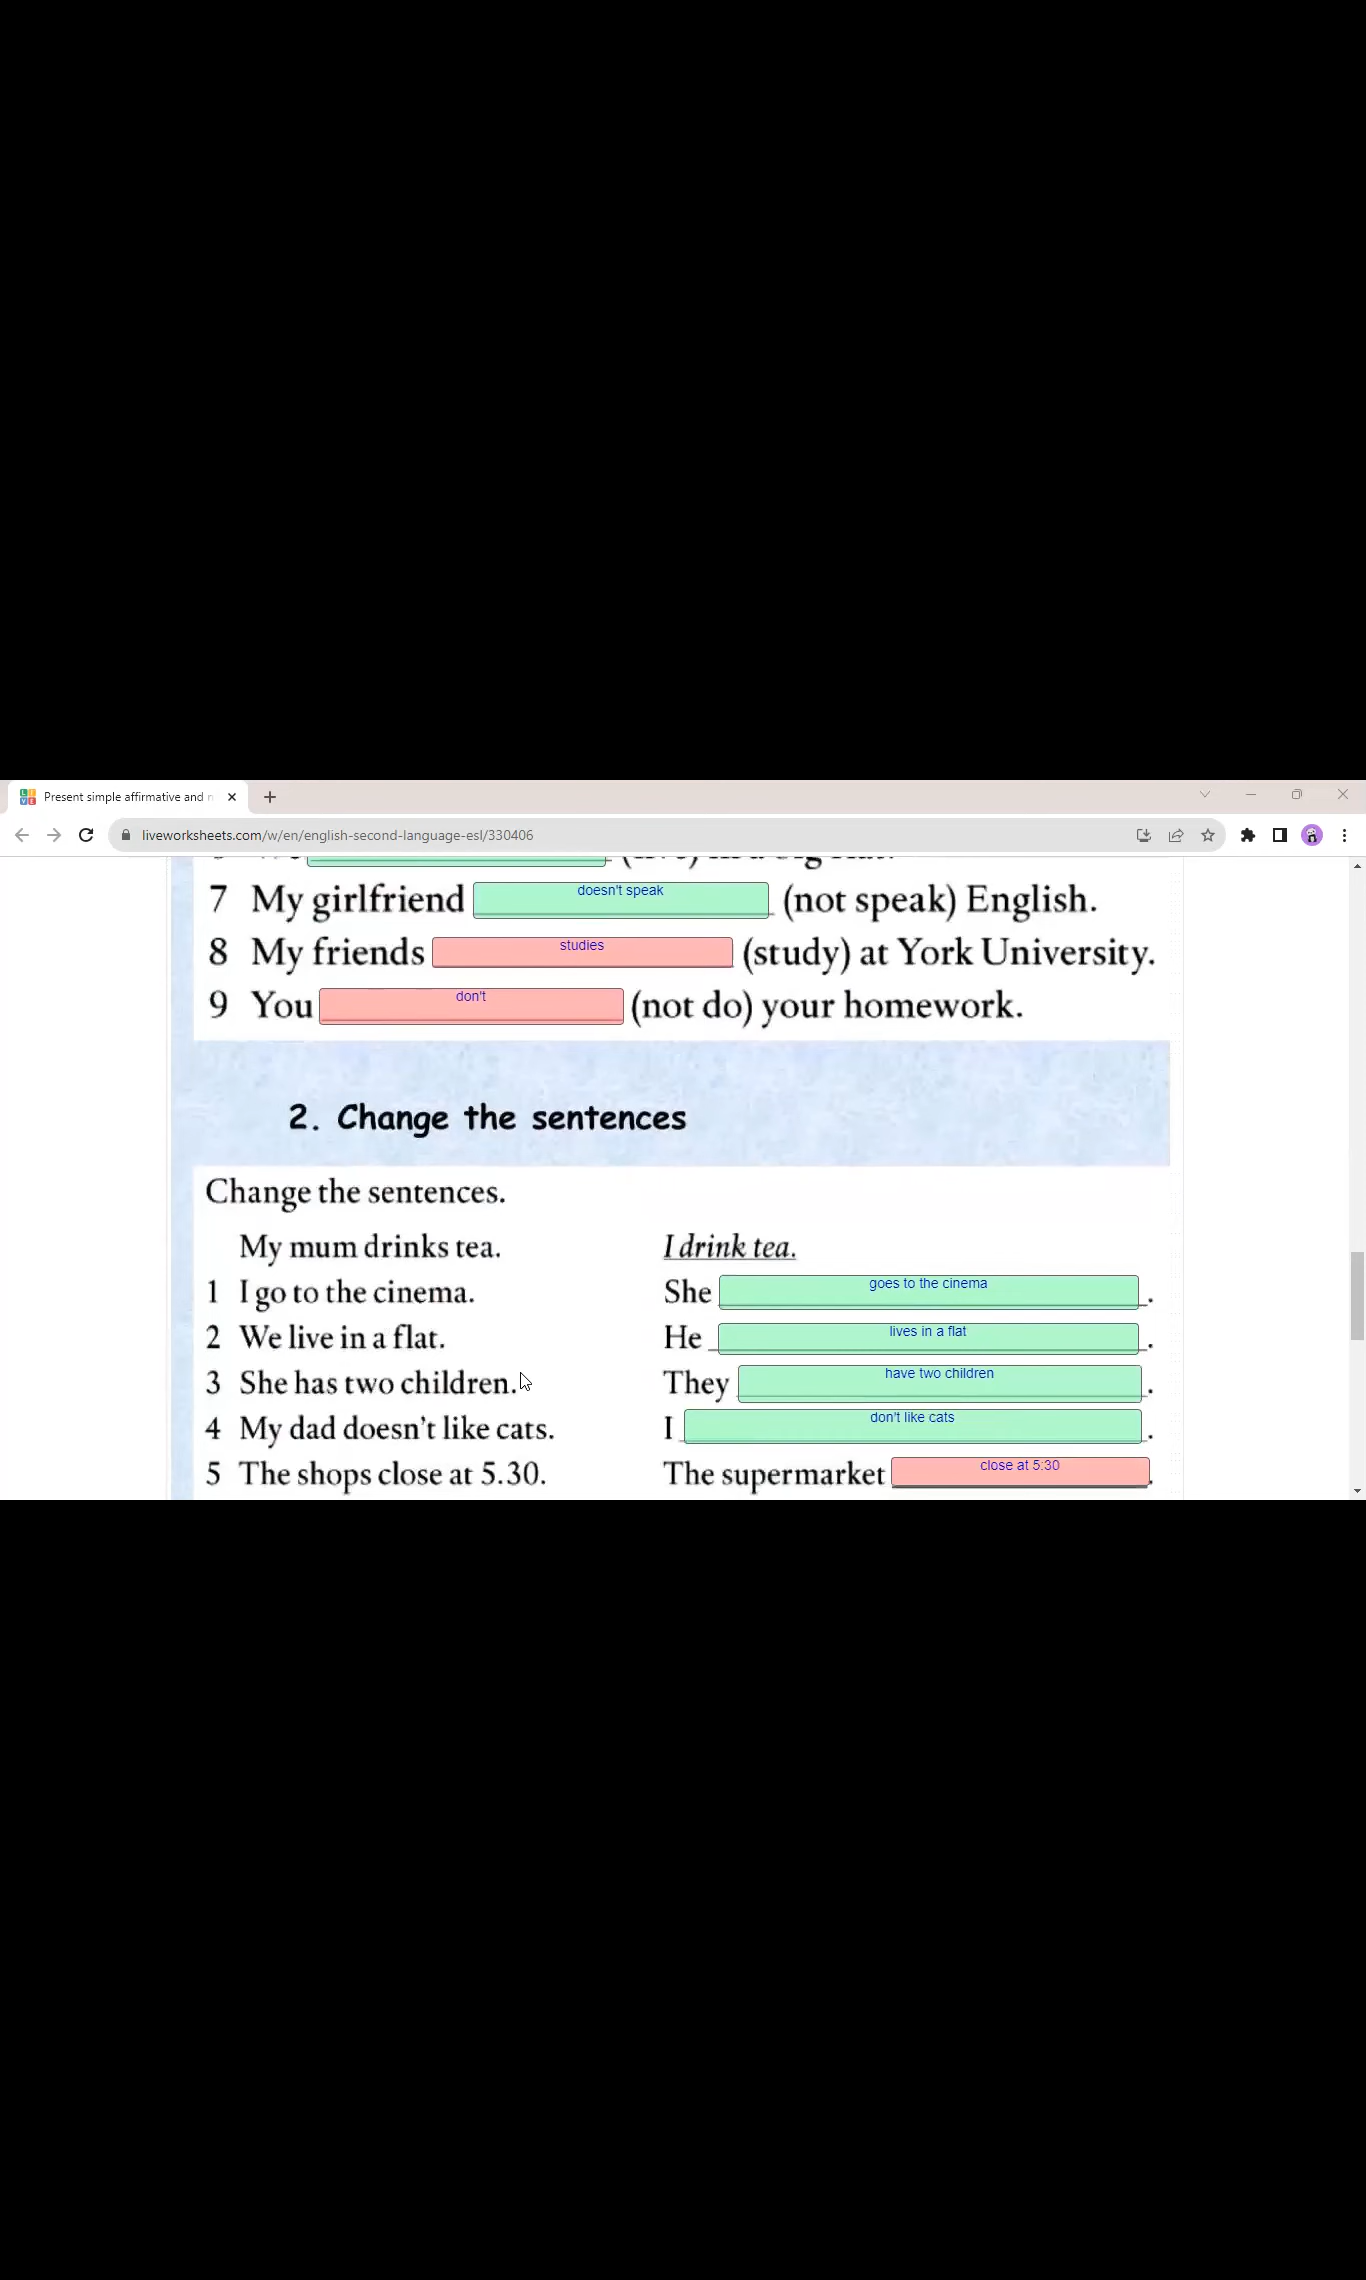 Present simple affirmative and
liveworksheets.com/w/en/english-second-language-esl/330406
7 My girlfriend doesn't speak (not speak) English.
8 My friends studies (study) at York University.
9 You don't (not do) your homework.
2. Change the sentences
Change the sentences.
My mum drinks tea. I drink tea.
1 I go to the cinema. She goes to the cinema.
2 We live in a flat. He lives in a flat.
3 She has two children. They have two children.
4 My dad doesn't like cats. I don't like cats.
5 The shops close at 5.30. The supermarket close at 5:30.